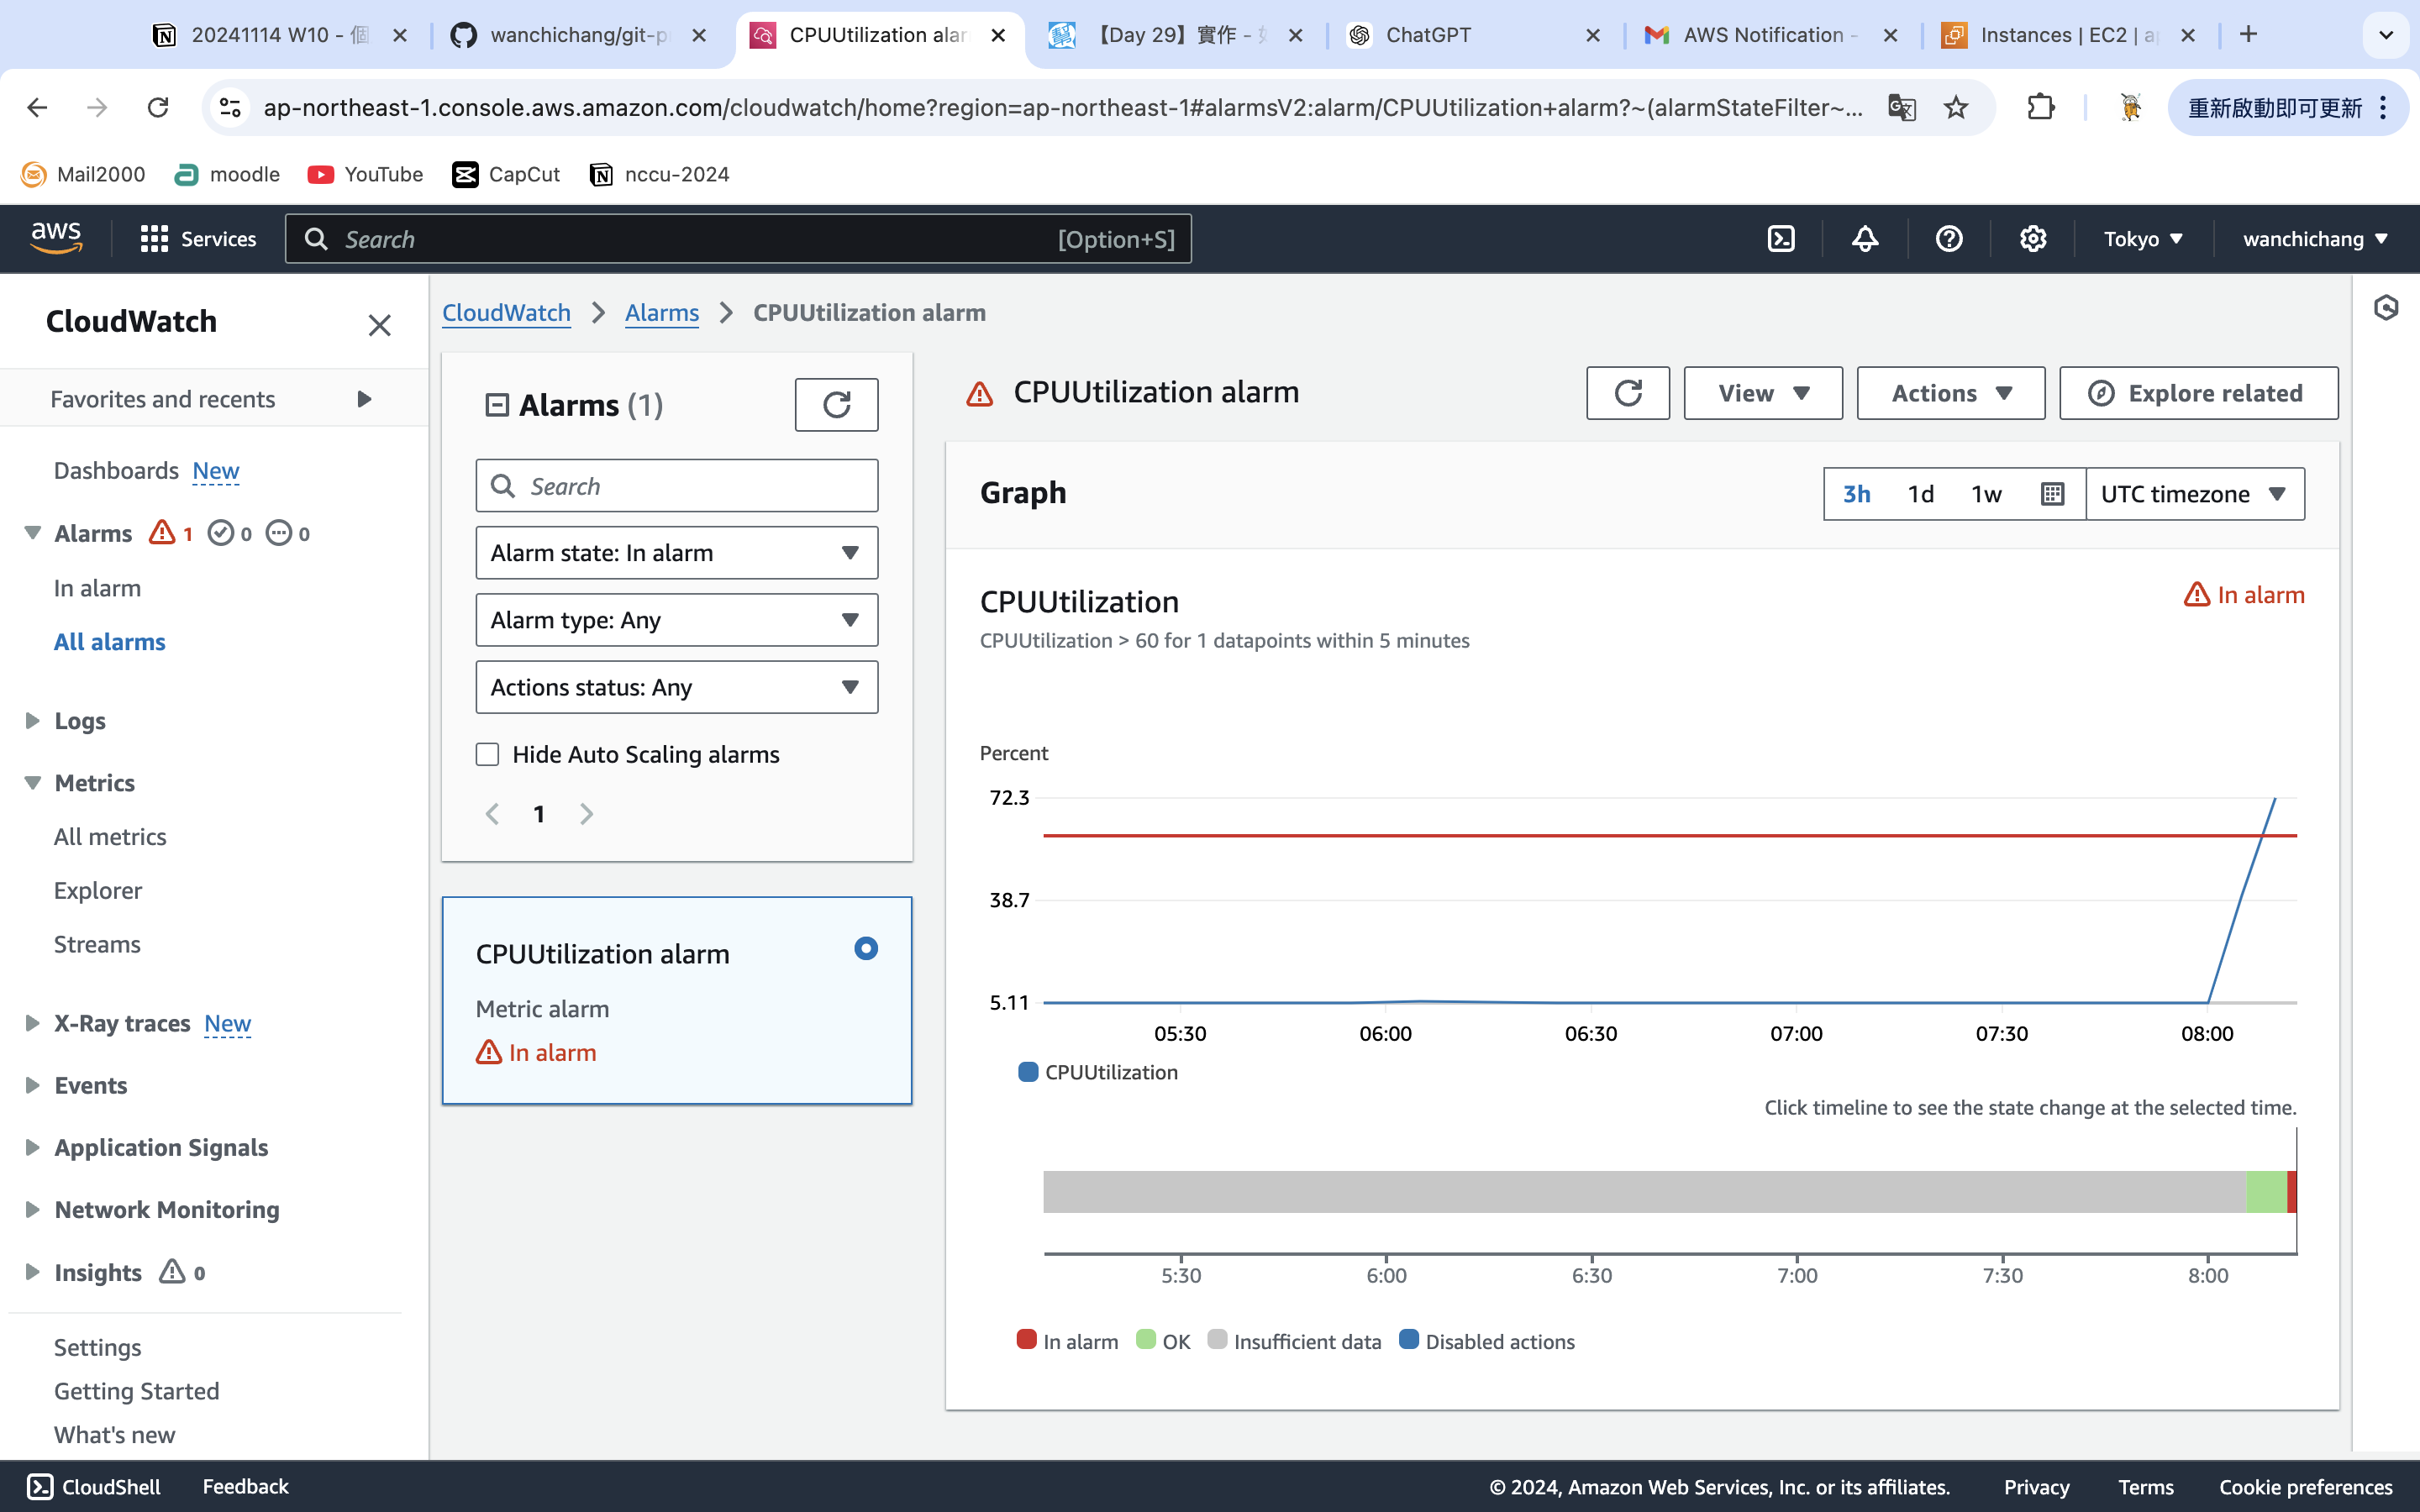 20241114 W10 - 個
wanchichang/git-p
CPUUtilization alar
【Day 29】實作 -
ChatGPT
AWS Notification -
Instances | EC2 | a
ap-northeast-1.console.aws.amazon.com/cloudwatch/home?region=ap-northeast-1#alarmsV2:alarm/CPUUtilization+alarm?~(alarmStateFilter~...
重新啟動即可更新
Mail2000
moodle
YouTube
CapCut
nccu-2024
aws
Services
Search
[Option+S]
Tokyo
wanchichang
CloudWatch
Favorites and recents
Dashboards New
Alarms 1 0 0
In alarm
All alarms
Logs
Metrics
All metrics
Explorer
Streams
X-Ray traces New
Events
Application Signals
Network Monitoring
Insights 0
Settings
Getting Started
What's new
CloudWatch > Alarms > CPUUtilization alarm
Alarms (1)
Search
Alarm state: In alarm
Alarm type: Any
Actions status: Any
Hide Auto Scaling alarms
1
CPUUtilization alarm
Metric alarm
In alarm
CPUUtilization alarm
View
Actions
Explore related
Graph
3h 1d 1w
UTC timezone
CPUUtilization
In alarm
CPUUtilization > 60 for 1 datapoints within 5 minutes
Percent
72.3
38.7
5.11
05:30 06:00 06:30 07:00 07:30 08:00
CPUUtilization
Click timeline to see the state change at the selected time.
5:30 6:00 6:30 7:00 7:30 8:00
In alarm OK Insufficient data Disabled actions
CloudShell
Feedback
© 2024, Amazon Web Services, Inc. or its affiliates.
Privacy
Terms
Cookie preferences